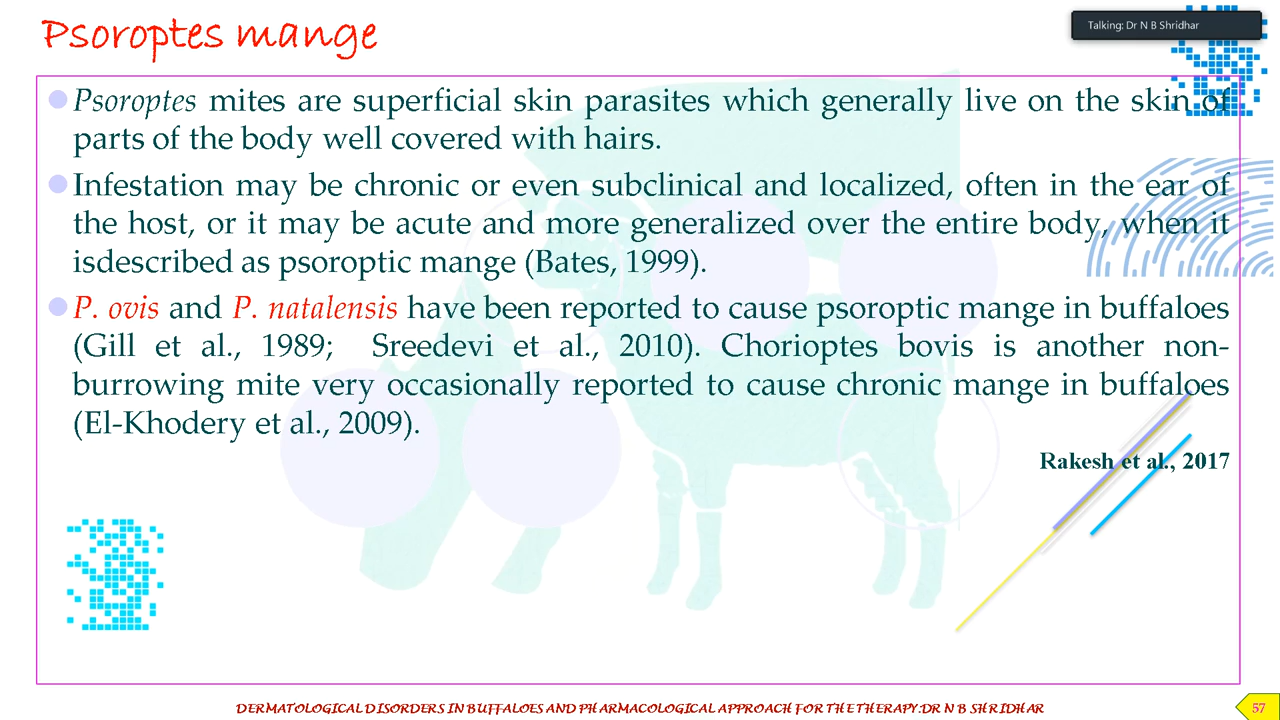 Psoroptes mange
Talking: Dr N B Shridhar
Psoroptes mites are superficial skin parasites which generally live on the skin of
parts of the body well covered with hairs.
Infestation may be chronic or even subclinical and localized, often in the ear of
the host, or it may be acute and more generalized over the entire body, when it
isdescribed as psoroptic mange (Bates, 1999).
P. ovis and P. natalensis have been reported to cause psoroptic mange in buffaloes
(Gill et al., 1989; Sreedevi et al., 2010). Chorioptes bovis is another non-
burrowing mite very occasionally reported to cause chronic mange in buffaloes
(El-Khodery et al., 2009).
Rakesh et al., 2017
DERMATOLOGICAL DISORDERS IN BUFFALOES AND PHARMACOLOGICAL APPROACH FOR THE THERAPY:DR N B SHRIDHAR
57